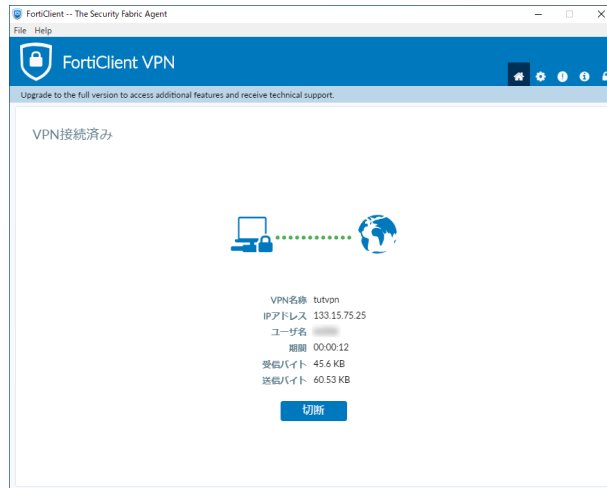 FortiClient -- The Security Fabric Agent
File Help
FortiClient VPN
Upgrade to the full version to access additional features and receive technical support.
VPN接続済み
VPN名称 tutvpn
IPアドレス 133.15.75.25
ユーザ名
期間 00:00:12
受信バイト 45.6 KB
送信バイト 60.53 KB
切断